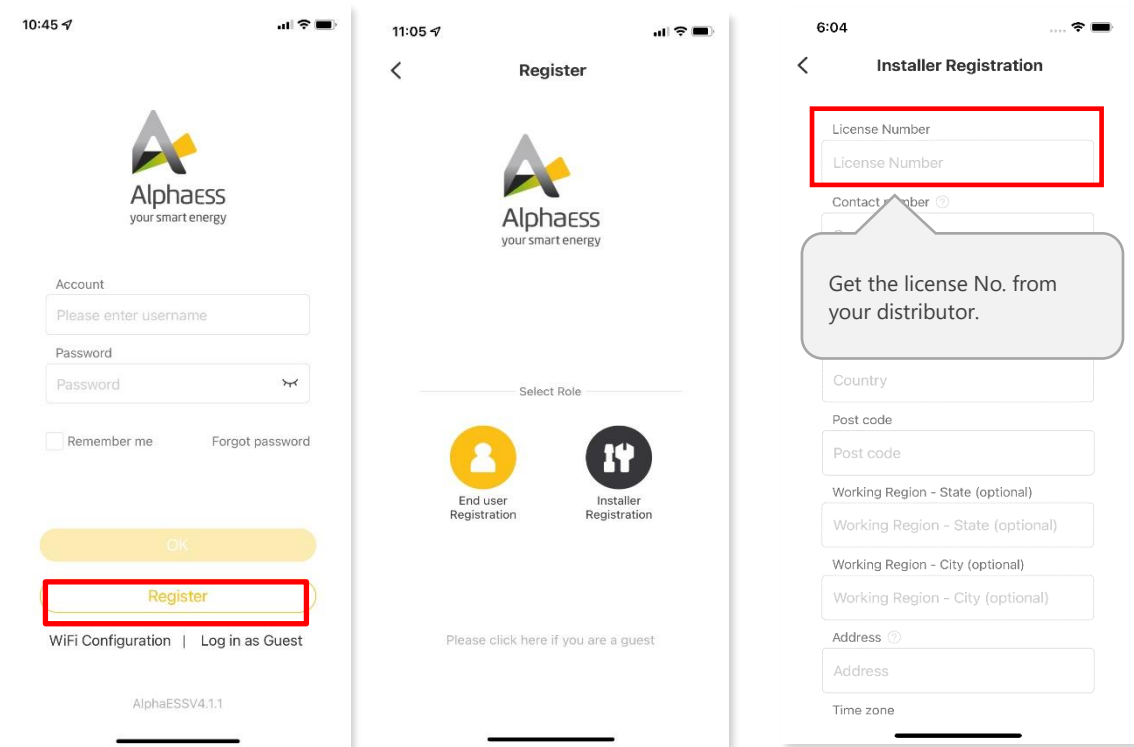 10:45
AlphaESS
your smart energy
Account
Please enter username
Password
Password
Remember me
Forgot password
OK
Register
WiFi Configuration | Log in as Guest
AlphaESSV4.1.1
11:05
Register
AlphaESS
your smart energy
Select Role
End user
Registration
Installer
Registration
Please click here if you are a guest
6:04
Installer Registration
License Number
License Number
Get the license No. from
your distributor.
Country
Post code
Post code
Working Region - State (optional)
Working Region - State (optional)
Working Region - City (optional)
Working Region - City (optional)
Address
Address
Time zone